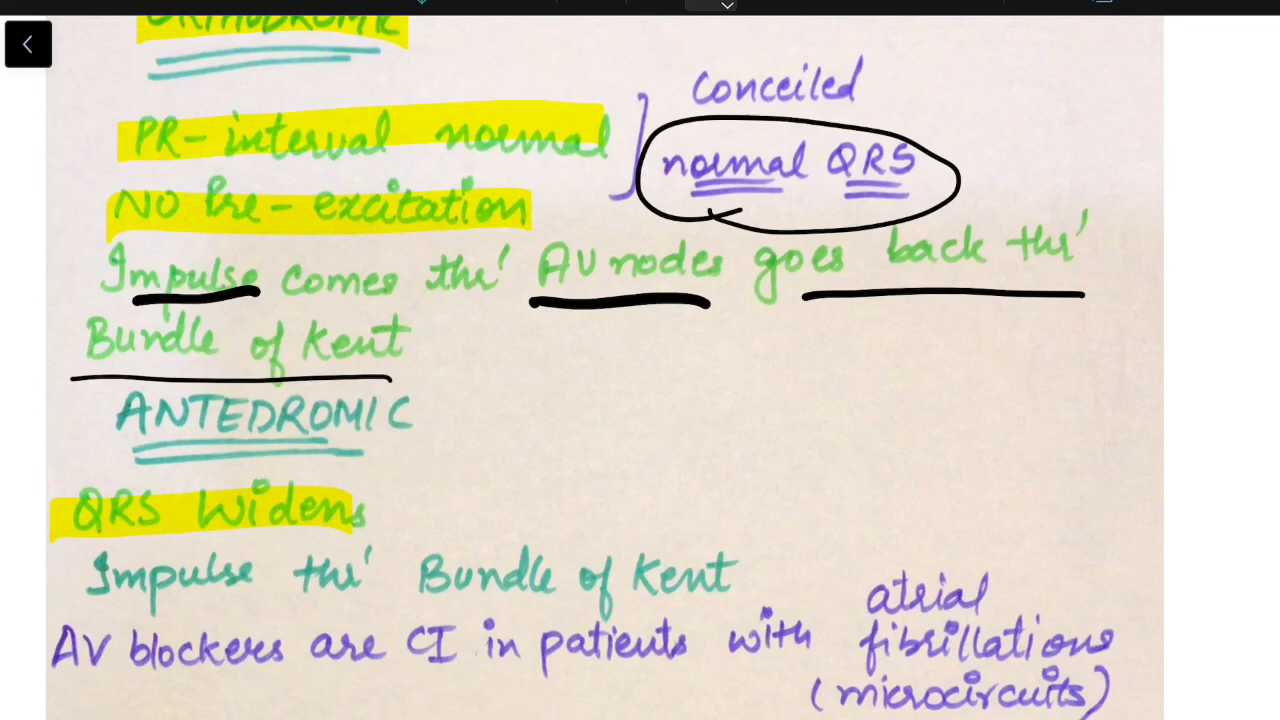 ORTHODROMIC
conceiled
PR-interval normal
normal QRS
NO Pre-excitation
Impulse comes thr' AV nodes goes back thr'
Bundle of Kent
ANTEDROMIC
QRS Widens
Impulse thr' Bundle of Kent
atrial
AV blockers are CI in patients with fibrillations
(microcircuits)